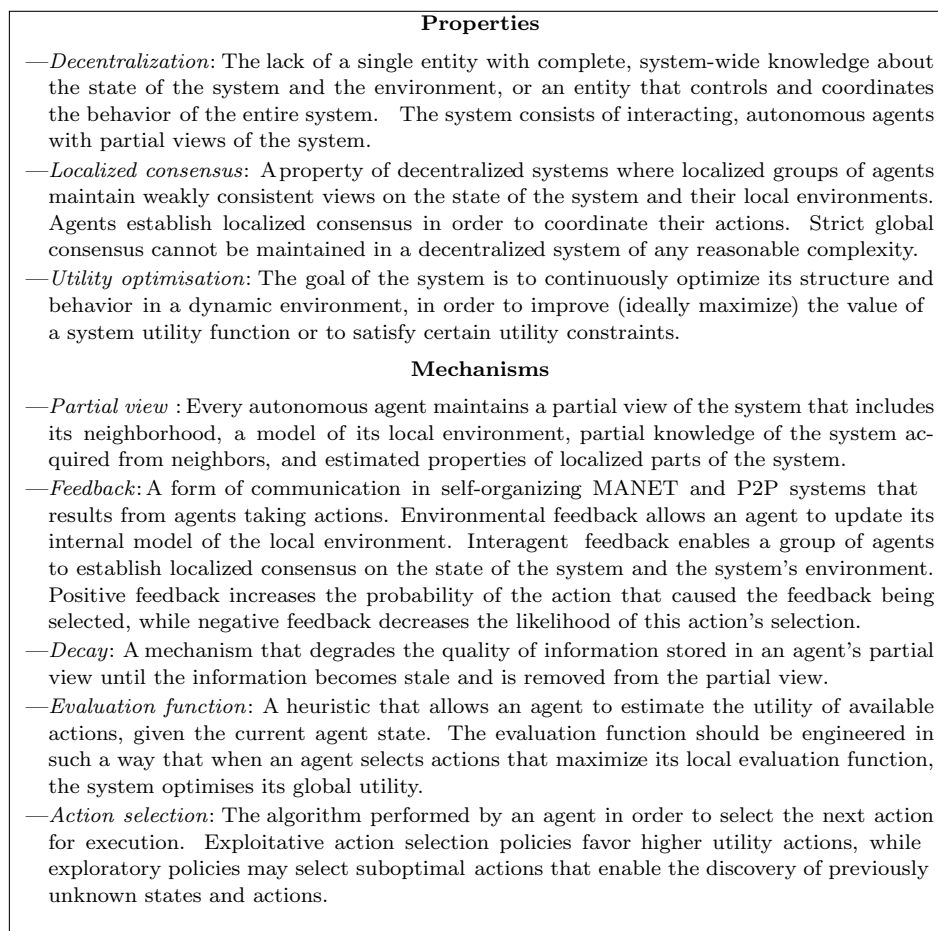 Properties
—Decentralization: The lack of a single entity with complete, system-wide knowledge about
the state of the system and the environment, or an entity that controls and coordinates
the behavior of the entire system. The system consists of interacting, autonomous agents
with partial views of the system.
—Localized consensus: A property of decentralized systems where localized groups of agents
maintain weakly consistent views on the state of the system and their local environments.
Agents establish localized consensus in order to coordinate their actions. Strict global
consensus cannot be maintained in a decentralized system of any reasonable complexity.
—Utility optimisation: The goal of the system is to continuously optimize its structure and
behavior in a dynamic environment, in order to improve (ideally maximize) the value of
a system utility function or to satisfy certain utility constraints.
Mechanisms
—Partial view : Every autonomous agent maintains a partial view of the system that includes
its neighborhood, a model of its local environment, partial knowledge of the system ac-
quired from neighbors, and estimated properties of localized parts of the system.
—Feedback: A form of communication in self-organizing MANET and P2P systems that
results from agents taking actions. Environmental feedback allows an agent to update its
internal model of the local environment. Interagent feedback enables a group of agents
to establish localized consensus on the state of the system and the system's environment.
Positive feedback increases the probability of the action that caused the feedback being
selected, while negative feedback decreases the likelihood of this action's selection.
—Decay: A mechanism that degrades the quality of information stored in an agent's partial
view until the information becomes stale and is removed from the partial view.
—Evaluation function: A heuristic that allows an agent to estimate the utility of available
actions, given the current agent state. The evaluation function should be engineered in
such a way that when an agent selects actions that maximize its local evaluation function,
the system optimises its global utility.
—Action selection: The algorithm performed by an agent in order to select the next action
for execution. Exploitative action selection policies favor higher utility actions, while
exploratory policies may select suboptimal actions that enable the discovery of previously
unknown states and actions.